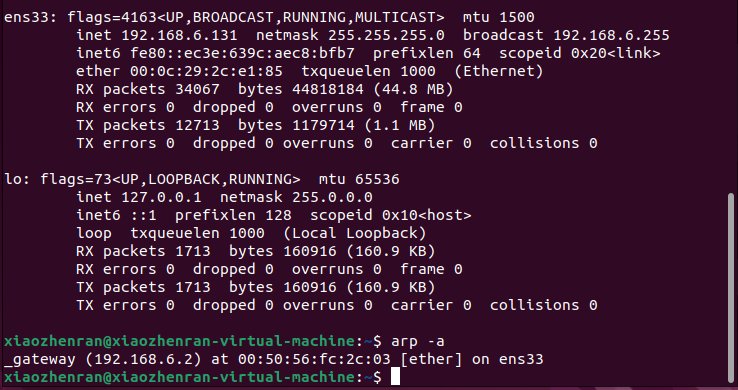 ens33: flags=4163<UP,BROADCAST,RUNNING,MULTICAST>  mtu 1500
        inet 192.168.6.131  netmask 255.255.255.0  broadcast 192.168.6.255
        inet6 fe80::ec3e:639c:aec8:bfb7  prefixlen 64  scopeid 0x20<link>
        ether 00:0c:29:2c:e1:85  txqueuelen 1000  (Ethernet)
        RX packets 34067  bytes 44818184 (44.8 MB)
        RX errors 0  dropped 0  overruns 0  frame 0
        TX packets 12713  bytes 1179714 (1.1 MB)
        TX errors 0  dropped 0 overruns 0  carrier 0  collisions 0

lo: flags=73<UP,LOOPBACK,RUNNING>  mtu 65536
        inet 127.0.0.1  netmask 255.0.0.0
        inet6 ::1  prefixlen 128  scopeid 0x10<host>
        loop  txqueuelen 1000  (Local Loopback)
        RX packets 1713  bytes 160916 (160.9 KB)
        RX errors 0  dropped 0  overruns 0  frame 0
        TX packets 1713  bytes 160916 (160.9 KB)
        TX errors 0  dropped 0 overruns 0  carrier 0  collisions 0

xiaozhenran@xiaozhenran-virtual-machine:~$ arp -a
_gateway (192.168.6.2) at 00:50:56:fc:2c:03 [ether] on ens33
xiaozhenran@xiaozhenran-virtual-machine:~$